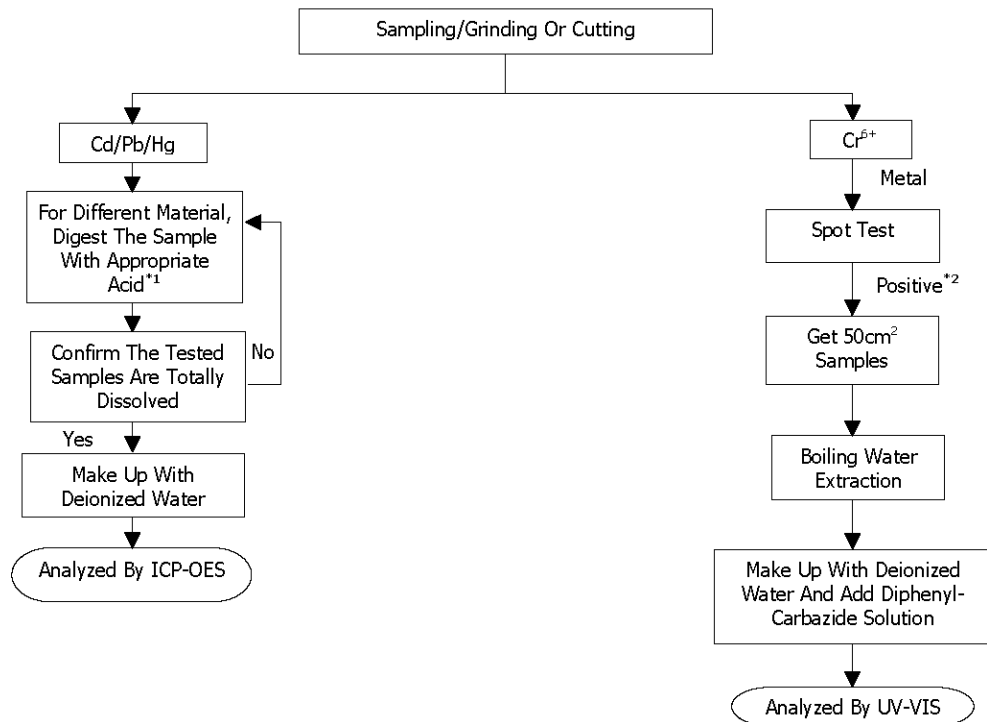 Sampling/Grinding Or Cutting
Cd/Pb/Hg
For Different Material,
Digest The Sample
With Appropriate
Acid*1
Confirm The Tested
Samples Are Totally
Dissolved
No
Yes
Make Up With
Deionized Water
Analyzed By ICP-OES
Cr6+
Metal
Spot Test
Positive*2
Get 50cm2
Samples
Boiling Water
Extraction
Make Up With Deionized
Water And Add Diphenyl-
Carbazide Solution
Analyzed By UV-VIS